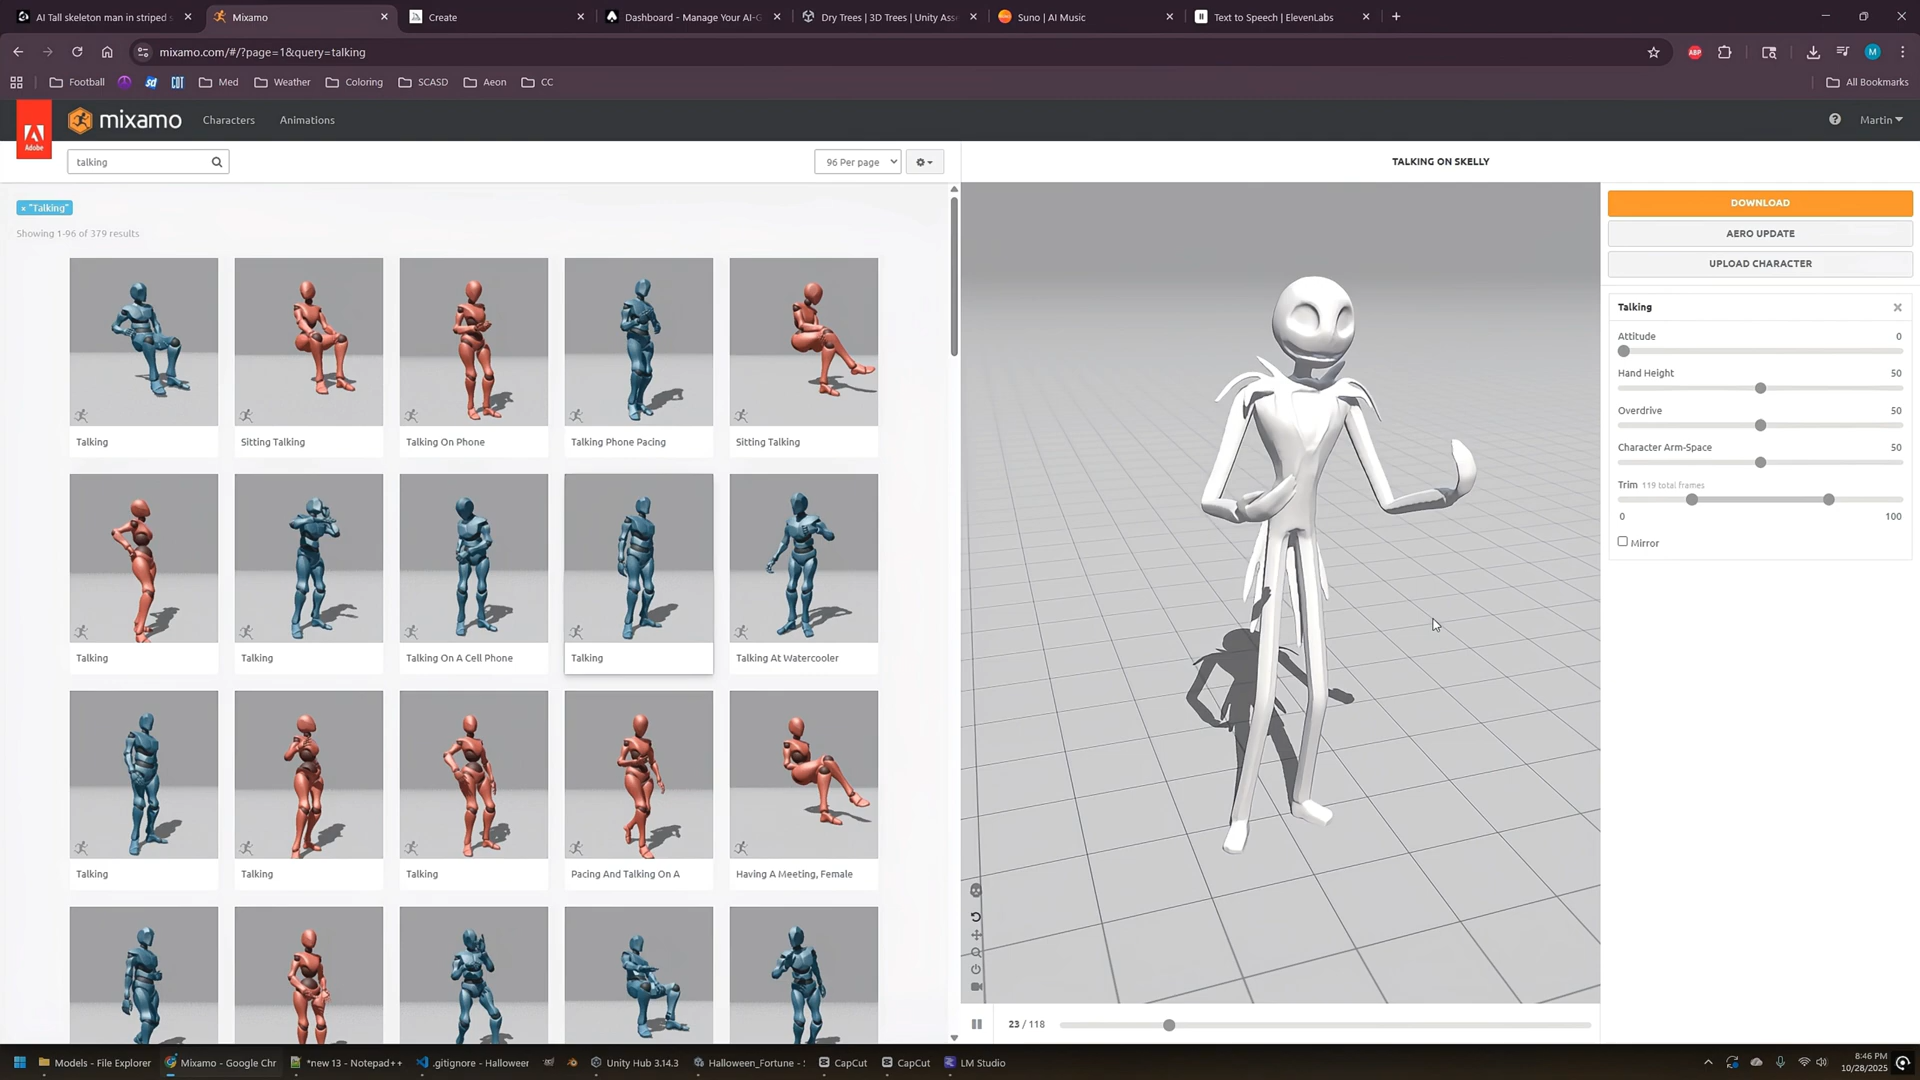 AI Tall skeleton man in striped s
Mixamo
Create
Dashboard - Manage Your AI-G
Dry Trees | 3D Trees | Unity Ass
Suno | AI Music
Text to Speech | ElevenLabs
mixamo.com/#/?page=1&query=talking
ABP
M
Football
sd
CDT
Med
Weather
Coloring
SCASD
Aeon
CC
All Bookmarks
Adobe
mixamo
Characters
Animations
Martin
talking
96 Per page
TALKING ON SKELLY
× "Talking"
Showing 1-96 of 379 results
DOWNLOAD
AERO UPDATE
UPLOAD CHARACTER
Talking
Attitude 0
Hand Height 50
Overdrive 50
Character Arm-Space 50
Trim 119 total frames
0 100
Mirror
Talking
Sitting Talking
Talking On Phone
Talking Phone Pacing
Sitting Talking
Talking
Talking
Talking On A Cell Phone
Talking
Talking At Watercooler
Talking
Talking
Talking
Pacing And Talking On A
Having A Meeting, Female
23 / 118
Models - File Explorer
Mixamo - Google Chr
*new 13 - Notepad++
.gitignore - Hallowee
Unity Hub 3.14.3
Halloween_Fortune - S
CapCut
CapCut
LM Studio
8:46 PM
10/28/2025